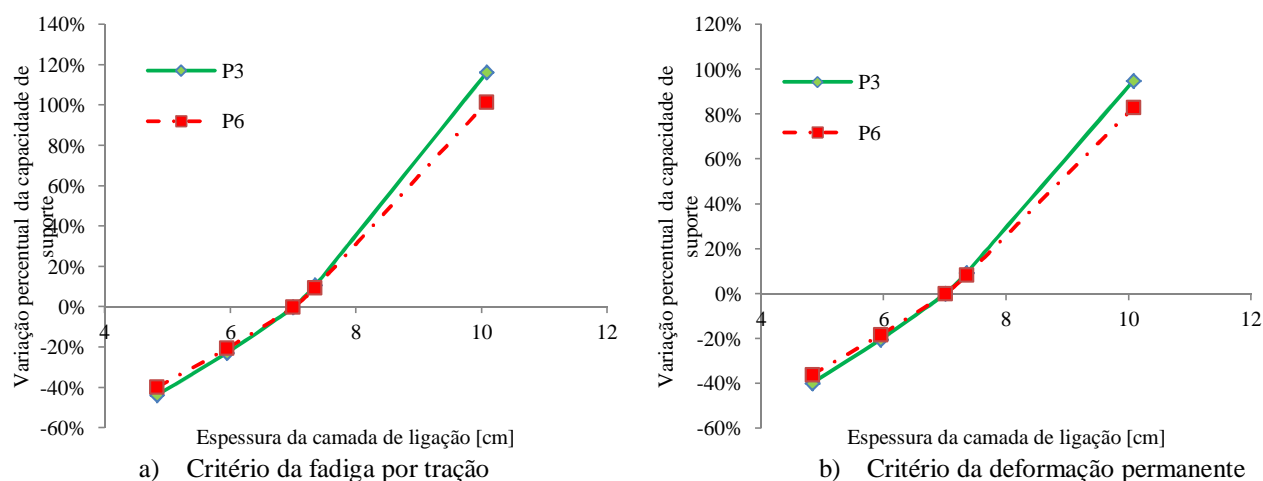 Variação percentual da capacidade de
suporte
140%
120%
100%
80%
60%
40%
20%
0%
-20%
-40%
-60%
4
6
8
10
12
P3
P6
Espessura da camada de ligação [cm]
a) Critério da fadiga por tração
Variação percentual da capacidade de
suporte
120%
100%
80%
60%
40%
20%
0%
-20%
-40%
-60%
4
6
8
10
12
P3
P6
Espessura da camada de ligação [cm]
b) Critério da deformação permanente